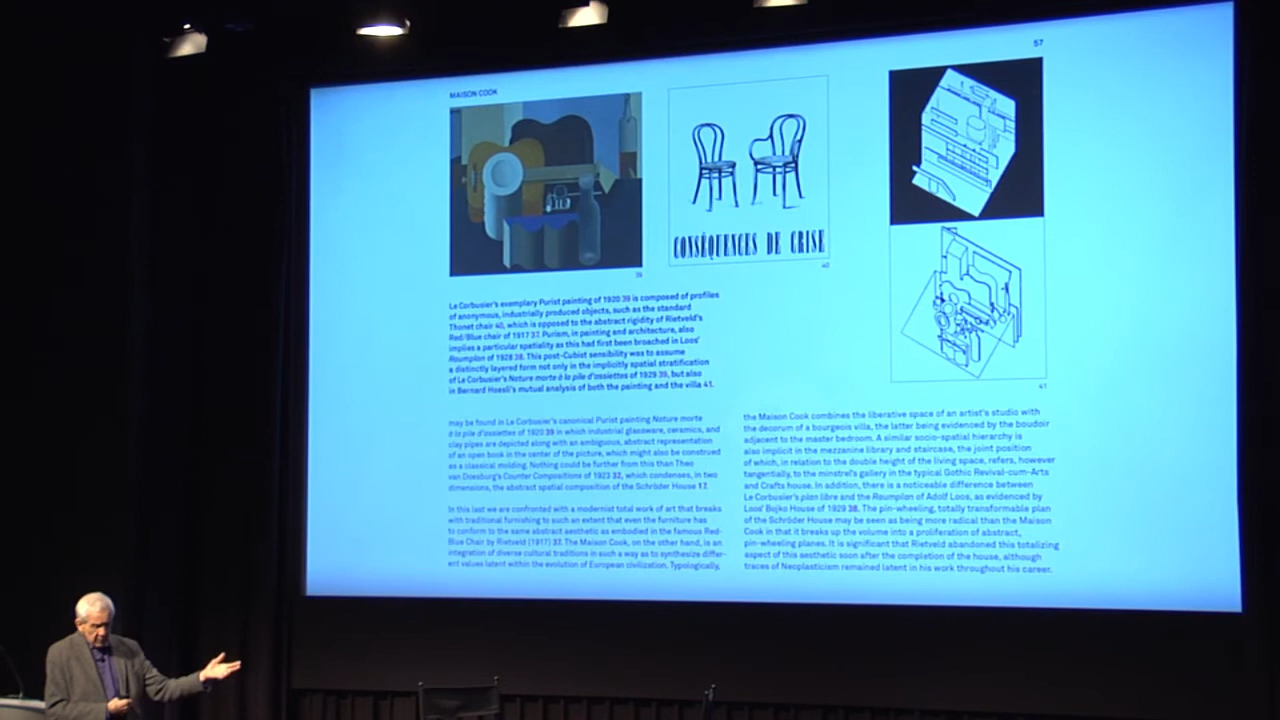 57
MAISON COOK
CONSÉQUENCES DE CRISE
39
40
41
Le Corbusier's exemplary Purist painting of 1920 39 is composed of profiles
of anonymous, industrially produced objects, such as the standard
Thonet chair 40, which is opposed to the abstract rigidity of Rietveld's
Red/Blue chair of 1917 37. Purism, in painting and architecture, also
implies a particular spatiality as this had first been broached in Loos'
Raumplan of 1928 38. This post-Cubist sensibility was to assume
a distinctly layered form not only in the implicitly spatial stratification
of Le Corbusier's Nature morte à la pile d'assiettes of 1929 39, but also
in Bernard Hoesli's mutual analysis of both the painting and the villa 41.
may be found in Le Corbusier's canonical Purist painting Nature morte
à la pile d'assiettes of 1920 39 in which industrial glassware, ceramics, and
clay pipes are depicted along with an ambiguous, abstract representation
of an open book in the center of the picture, which might also be construed
as a classical molding. Nothing could be further from this than Theo
van Doesburg's Counter Compositions of 1923 32, which condenses, in two
dimensions, the abstract spatial composition of the Schröder House 17.
In this last we are confronted with a modernist total work of art that breaks
with traditional furnishing to such an extent that even the furniture has
to conform to the same abstract aesthetic as embodied in the famous Red-
Blue Chair by Rietveld (1917) 37. The Maison Cook, on the other hand, is an
integration of diverse cultural traditions in such a way as to synthesize differ-
ent values latent within the evolution of European civilization. Typologically,
the Maison Cook combines the liberative space of an artist's studio with
the decorum of a bourgeois villa, the latter being evidenced by the boudoir
adjacent to the master bedroom. A similar socio-spatial hierarchy is
also implicit in the mezzanine library and staircase, the joint position
of which, in relation to the double height of the living space, refers, however
tangentially, to the minstrel's gallery in the typical Gothic Revival-cum-Arts
and Crafts house. In addition, there is a noticeable difference between
Le Corbusier's plan libre and the Raumplan of Adolf Loos, as evidenced by
Loos' Bojko House of 1929 38. The pin-wheeling, totally transformable plan
of the Schröder House may be seen as being more radical than the Maison
Cook in that it breaks up the volume into a proliferation of abstract,
pin-wheeling planes. It is significant that Rietveld abandoned this totalizing
aspect of this aesthetic soon after the completion of the house, although
traces of Neoplasticism remained latent in his work throughout his career.